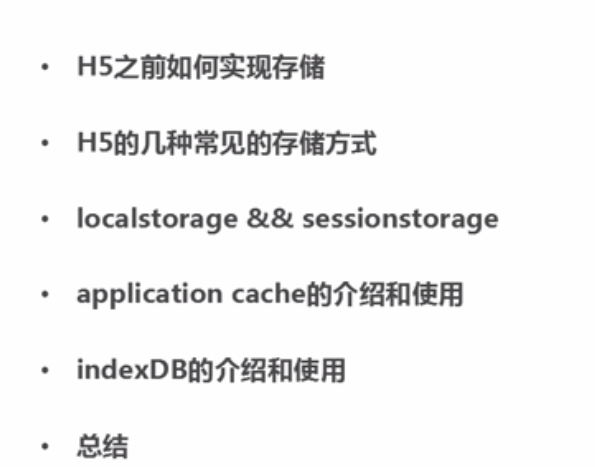 • H5之前如何实现存储
• H5的几种常见的存储方式
• localstorage && sessionstorage
• application cache的介绍和使用
• indexDB的介绍和使用
• 总结